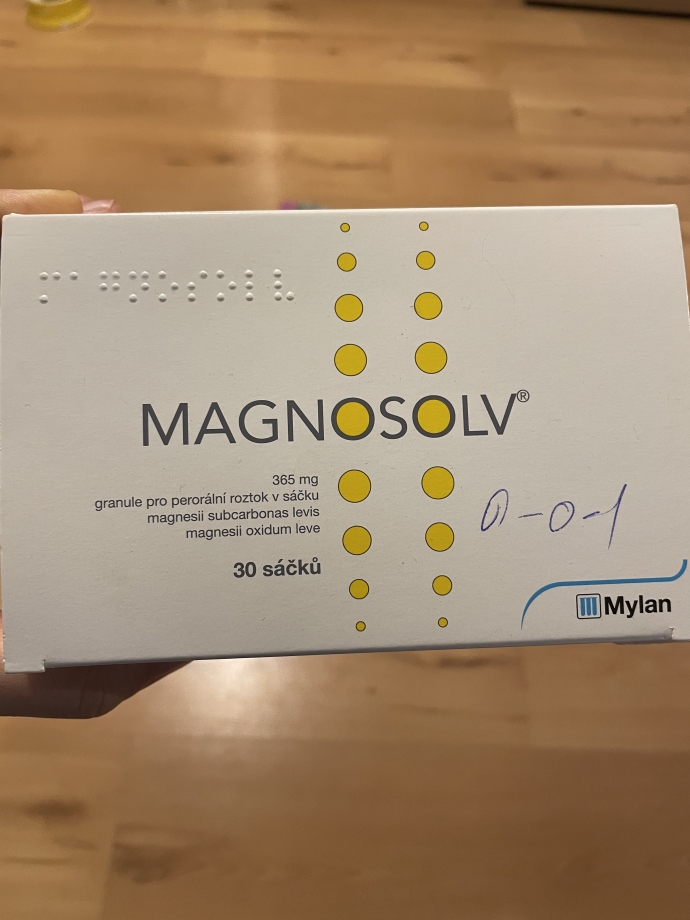 MAGNOSOLV®
365 mg
granule pro perorální roztok v sáčku
magnesii subcarbonas levis
magnesii oxidum leve
30 sáčků
0-0-1
Mylan